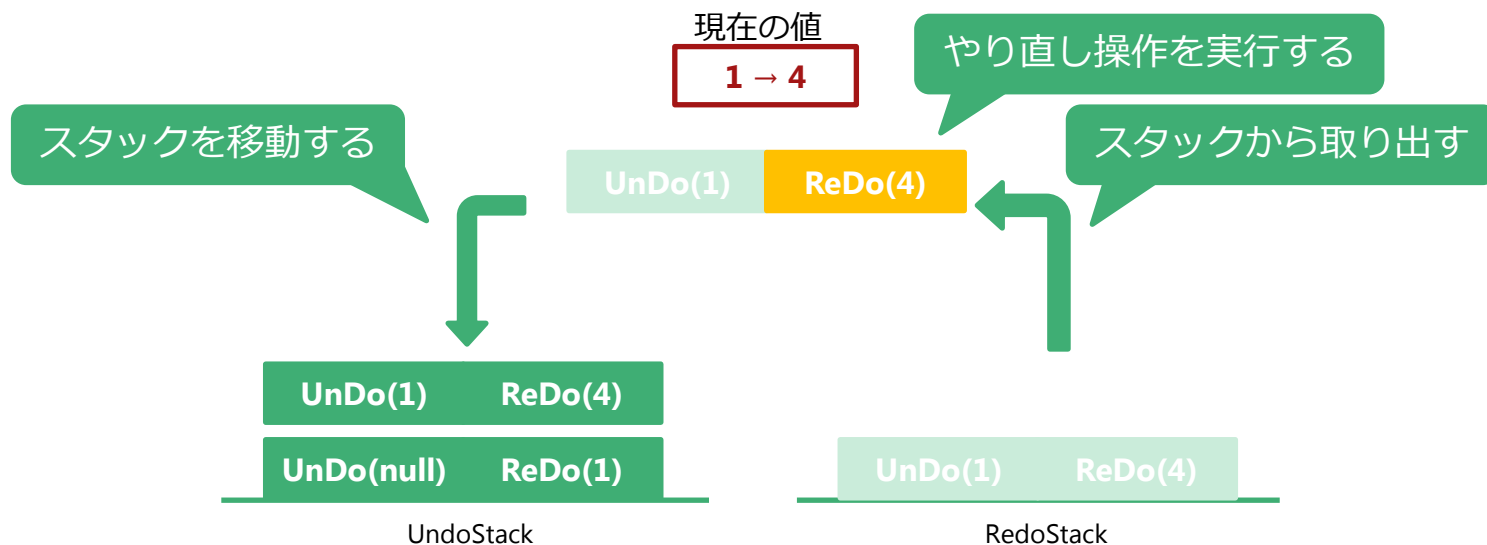 現在の値
1 → 4
やり直し操作を実行する
スタックを移動する
スタックから取り出す
UnDo(1) ReDo(4)
UnDo(1) ReDo(4)
UnDo(null) ReDo(1)
UnDo(1) ReDo(4)
UndoStack
RedoStack